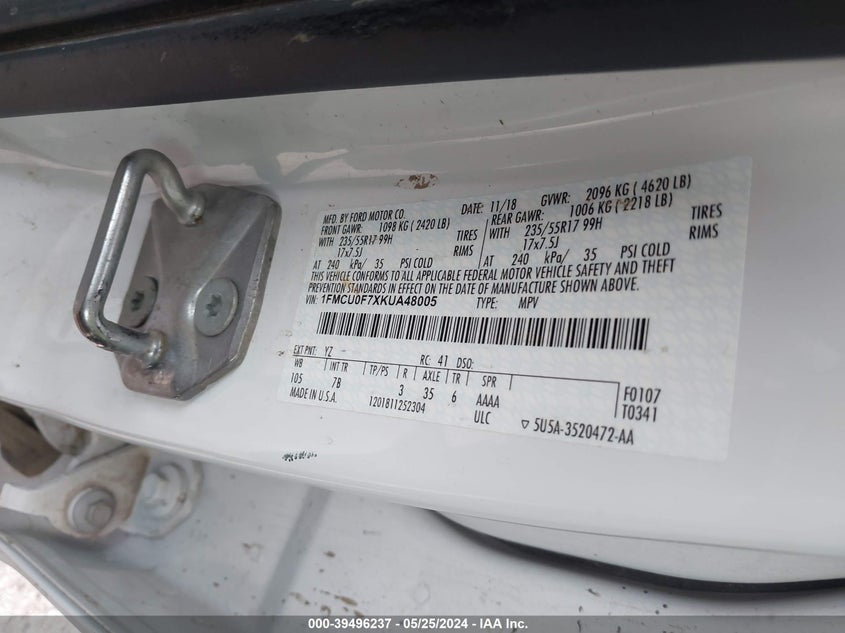 MFD. BY FORD MOTOR CO. DATE: 11/18 GVWR: 2096 KG ( 4620 LB)
FRONT GAWR: 1098 KG ( 2420 LB) REAR GAWR: 1006 KG ( 2218 LB)
WITH 235/55R17 99H TIRES WITH 235/55R17 99H TIRES
17x7.5J RIMS 17x7.5J RIMS
AT 240 kPa/ 35 PSI COLD AT 240 kPa/ 35 PSI COLD
THIS VEHICLE CONFORMS TO ALL APPLICABLE FEDERAL MOTOR VEHICLE SAFETY AND THEFT
PREVENTION STANDARDS IN EFFECT ON THE DATE OF MANUFACTURE SHOWN ABOVE.
VIN: 1FMCU0F7XKUA48005 TYPE: MPV
EXT PNT: YZ RC: 41 DSO:
WB INT TR TP/PS R AXLE TR SPR
105 7B 3 35 6 AAAA F0107
MADE IN U.S.A. 1201811252304 ULC T0341
▽5U5A-3520472-AA
000-39496237 - 05/25/2024 - IAA Inc.